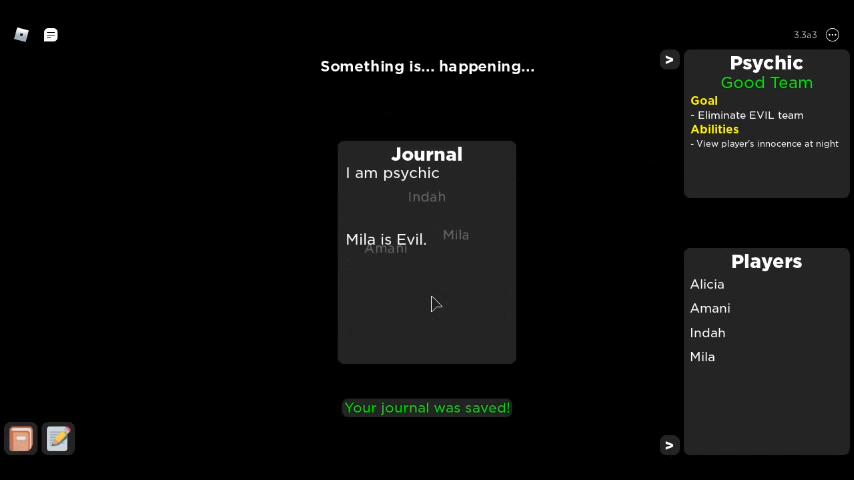 3.3a3
Something is... happening...
>
Psychic
Good Team
Goal
- Eliminate EVIL team
Abilities
- View player's innocence at night
Journal
I am psychic
Indah
Mila
Mila is Evil.
Amani
Players
Alicia
Amani
Indah
Mila
Your journal was saved!
>